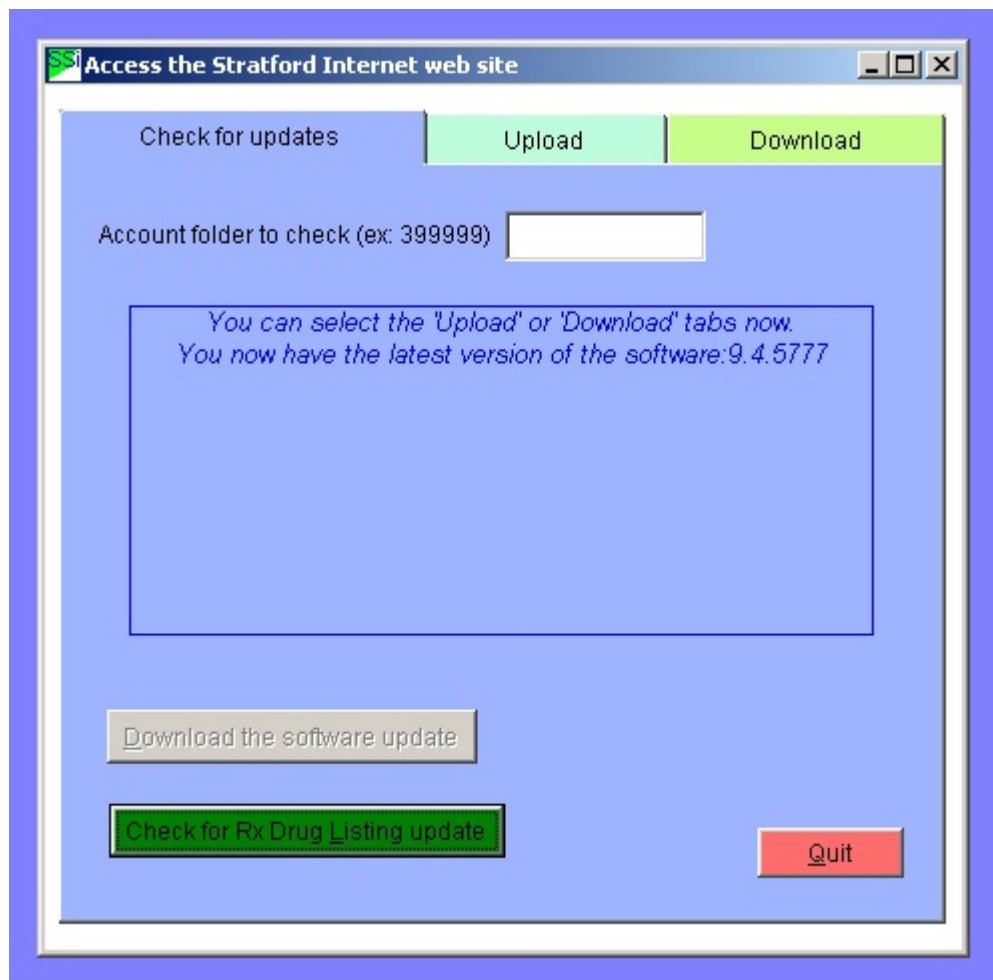 SSi Access the Stratford Internet web site
Check for updates Upload Download
Account folder to check (ex: 399999)
You can select the 'Upload' or 'Download' tabs now.
You now have the latest version of the software:9.4.5777
Download the software update
Check for Rx Drug Listing update
Quit